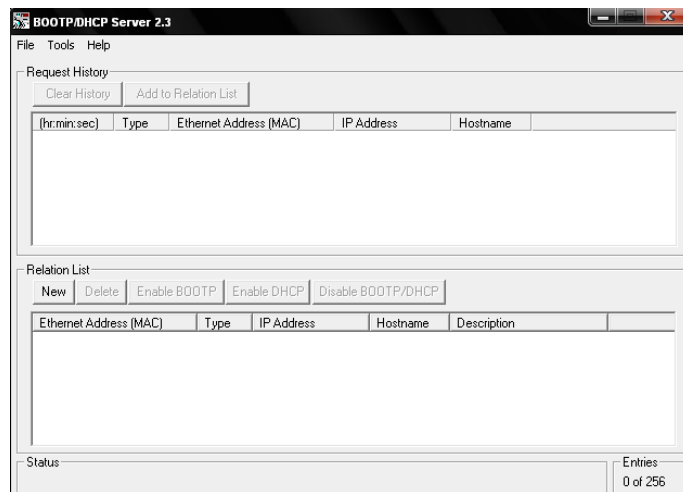 BOOTP/DHCP Server 2.3
File Tools Help
Request History
Clear History Add to Relation List
(hr:min:sec) Type Ethernet Address (MAC) IP Address Hostname
Relation List
New Delete Enable BOOTP Enable DHCP Disable BOOTP/DHCP
Ethernet Address (MAC) Type IP Address Hostname Description
Status
Entries
0 of 256